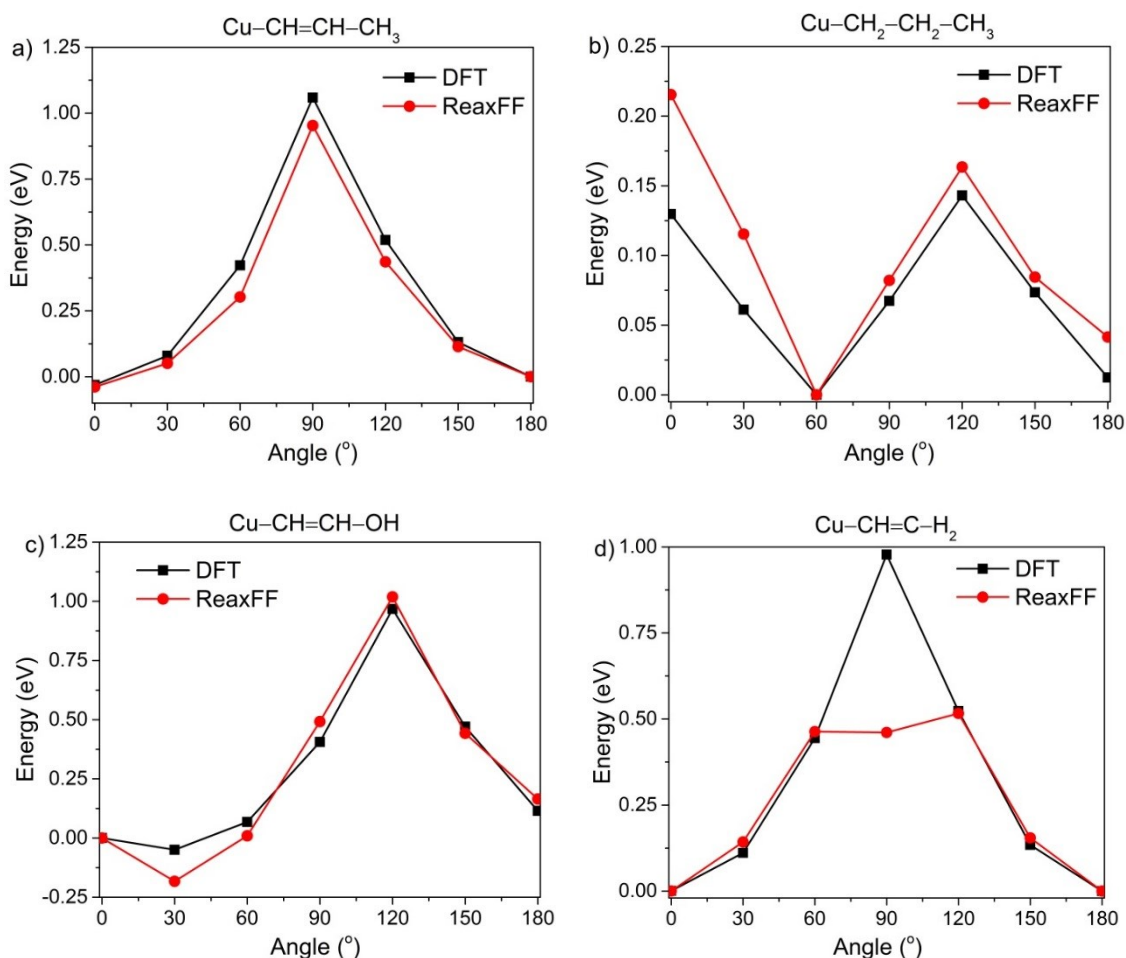 a)
Cu–CH=CH–CH₃
DFT
ReaxFF
Energy (eV)
1.25
1.00
0.75
0.50
0.25
0.00
0 30 60 90 120 150 180
Angle (°)
b)
Cu–CH₂–CH₂–CH₃
DFT
ReaxFF
Energy (eV)
0.25
0.20
0.15
0.10
0.05
0.00
0 30 60 90 120 150 180
Angle (°)
c)
Cu–CH=CH–OH
DFT
ReaxFF
Energy (eV)
1.25
1.00
0.75
0.50
0.25
0.00
-0.25
0 30 60 90 120 150 180
Angle (°)
d)
Cu–CH=C–H₂
DFT
ReaxFF
Energy (eV)
1.00
0.75
0.50
0.25
0.00
0 30 60 90 120 150 180
Angle (°)